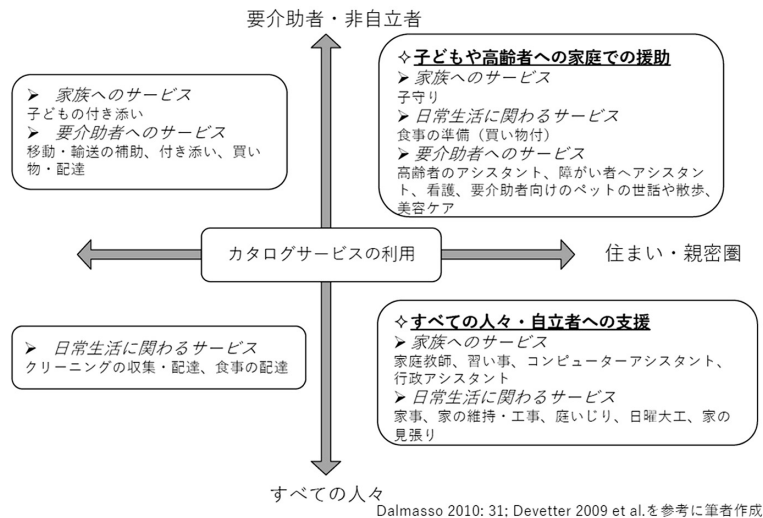 要介助者・非自立者
➢ 家族へのサービス
子どもの付き添い
➢ 要介助者へのサービス
移動・輸送の補助、付き添い、買い
物・配達
✧子どもや高齢者への家庭での援助
➢家族へのサービス
子守り
➢日常生活に関わるサービス
食事の準備（買い物付）
➢要介助者へのサービス
高齢者のアシスタント、障がい者へアシスタン
ト、看護、要介助者向けのペットの世話や散歩、
美容ケア
カタログサービスの利用
住まい・親密圏
➢ 日常生活に関わるサービス
クリーニングの収集・配達、食事の配達
✧すべての人々・自立者への支援
➢家族へのサービス
家庭教師、習い事、コンピューターアシスタント、
行政アシスタント
➢日常生活に関わるサービス
家事、家の維持・工事、庭いじり、日曜大工、家の
見張り
すべての人々
Dalmasso 2010: 31; Devetter 2009 et al.を参考に筆者作成